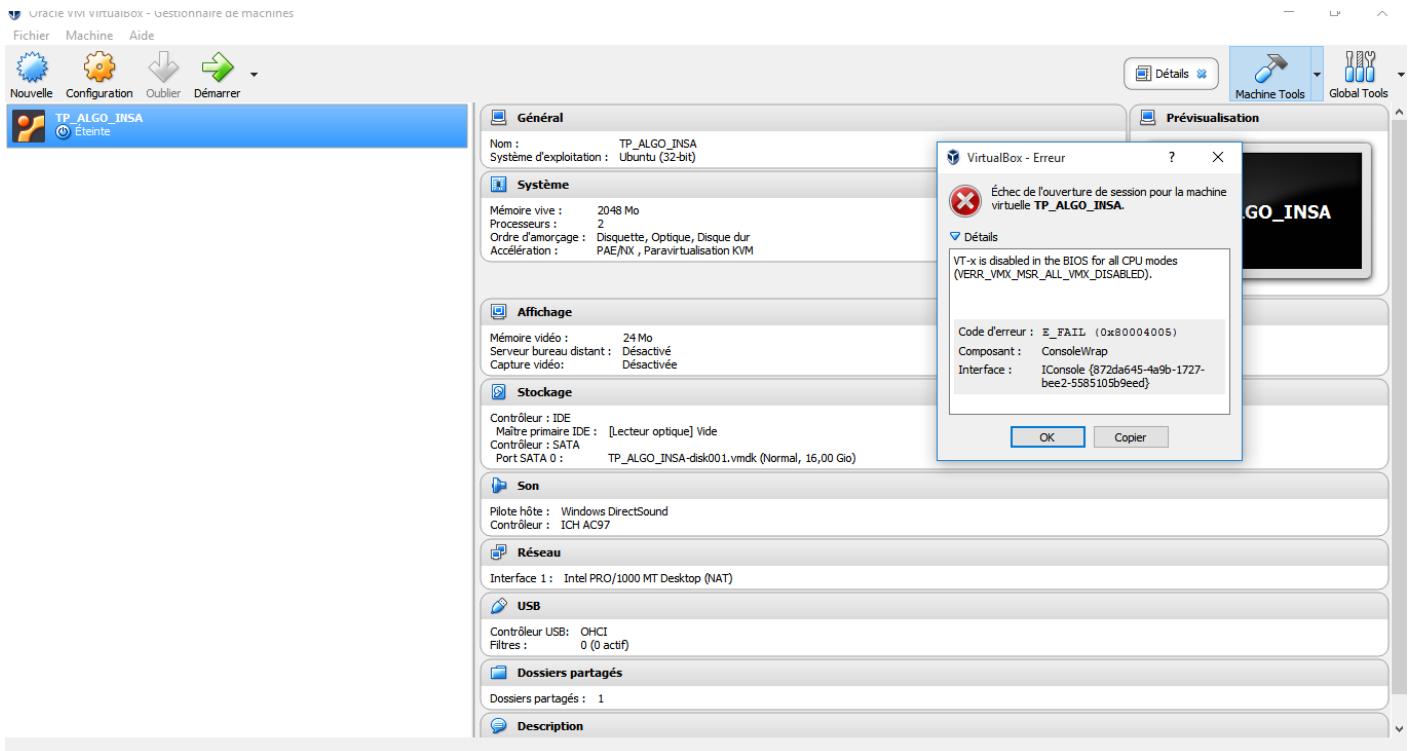 Oracle VM VirtualBox - Gestionnaire de machines
Fichier Machine Aide
Nouvelle Configuration Oublier Démarrer
Détails
Machine Tools
Global Tools
TP_ALGO_INSA
Éteinte
Général
Nom : TP_ALGO_INSA
Système d'exploitation : Ubuntu (32-bit)
Système
Mémoire vive : 2048 Mo
Processeurs : 2
Ordre d'amorçage : Disquette, Optique, Disque dur
Accélération : PAE/NX , Paravirtualisation KVM
Affichage
Mémoire vidéo : 24 Mo
Serveur bureau distant : Désactivé
Capture vidéo: Désactivée
Stockage
Contrôleur : IDE
Maître primaire IDE : [Lecteur optique] Vide
Contrôleur : SATA
Port SATA 0 : TP_ALGO_INSA-disk001.vmdk (Normal, 16,00 Gio)
Son
Pilote hôte : Windows DirectSound
Contrôleur : ICH AC97
Réseau
Interface 1 : Intel PRO/1000 MT Desktop (NAT)
USB
Contrôleur USB: OHCI
Filtres : 0 (0 actif)
Dossiers partagés
Dossiers partagés : 1
Description
Prévisualisation
GO_INSA
VirtualBox - Erreur ?
Échec de l'ouverture de session pour la machine
virtuelle TP_ALGO_INSA.
Détails
VT-x is disabled in the BIOS for all CPU modes
(VERR_VMX_MSR_ALL_VMX_DISABLED).
Code d'erreur : E_FAIL (0x80004005)
Composant : ConsoleWrap
Interface : IConsole {872da645-4a9b-1727-
bee2-5585105b9eed}
OK Copier